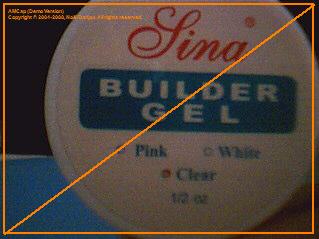 AMCap (Demo Version)
Copyright © 2004-2008, Noël Danjou. All rights reserved.
Sina®
BUILDER
GEL
Pink White
Clear
1/2 oz